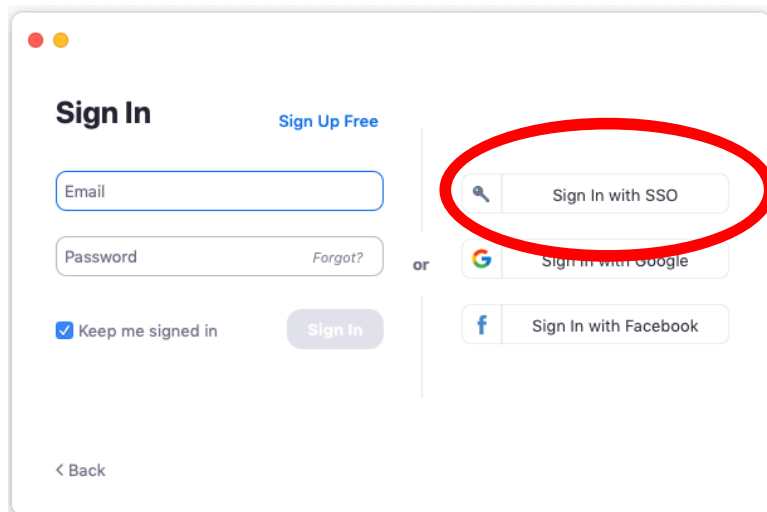 Sign In
Sign Up Free
Email
Password
Forgot?
Keep me signed in
Sign In
or
Sign In with SSO
Sign In with Google
Sign In with Facebook
< Back